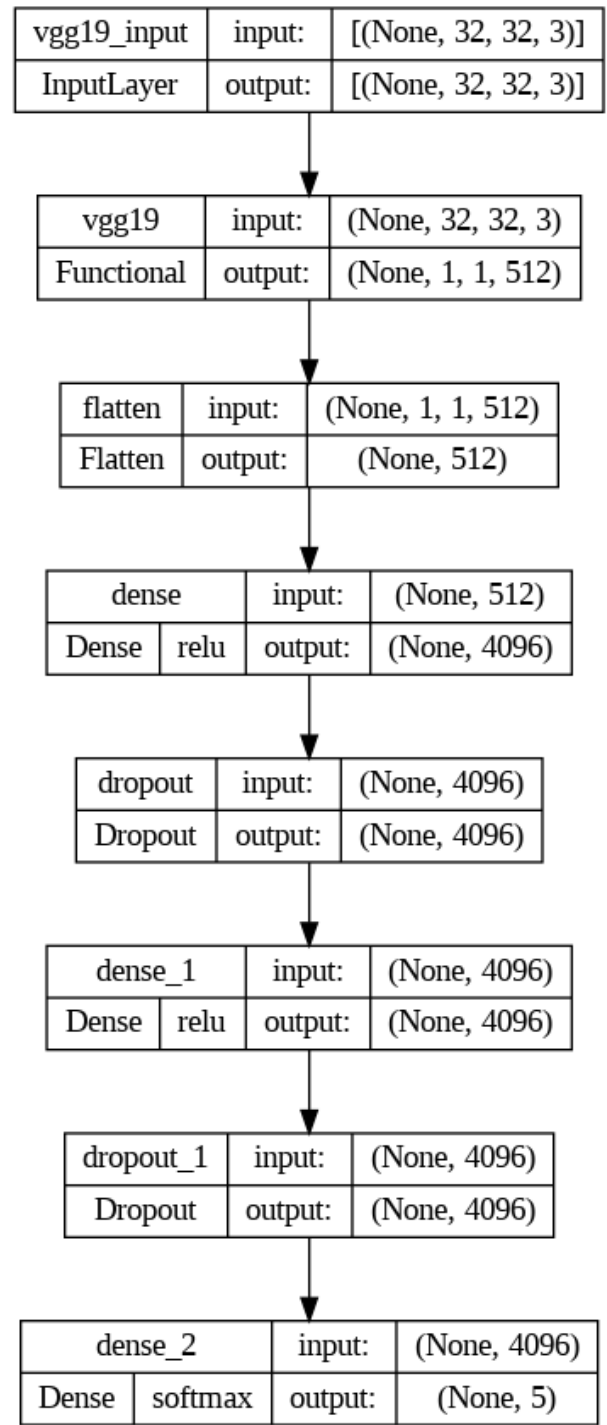 vgg19_input input: [(None, 32, 32, 3)]
InputLayer output: [(None, 32, 32, 3)]
vgg19 input: (None, 32, 32, 3)
Functional output: (None, 1, 1, 512)
flatten input: (None, 1, 1, 512)
Flatten output: (None, 512)
dense input: (None, 512)
Dense relu output: (None, 4096)
dropout input: (None, 4096)
Dropout output: (None, 4096)
dense_1 input: (None, 4096)
Dense relu output: (None, 4096)
dropout_1 input: (None, 4096)
Dropout output: (None, 4096)
dense_2 input: (None, 4096)
Dense softmax output: (None, 5)